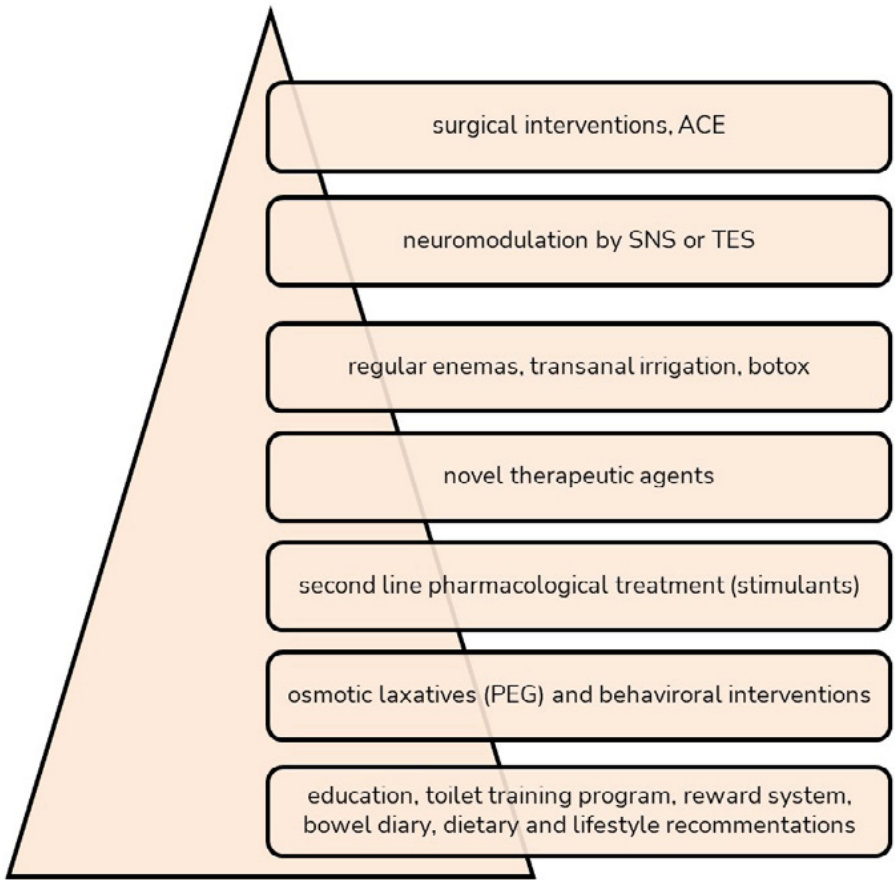 surgical interventions, ACE
neuromodulation by SNS or TES
regular enemas, transanal irrigation, botox
novel therapeutic agents
second line pharmacological treatment (stimulants)
osmotic laxatives (PEG) and behaviroral interventions
education, toilet training program, reward system,
bowel diary, dietary and lifestyle recommentations